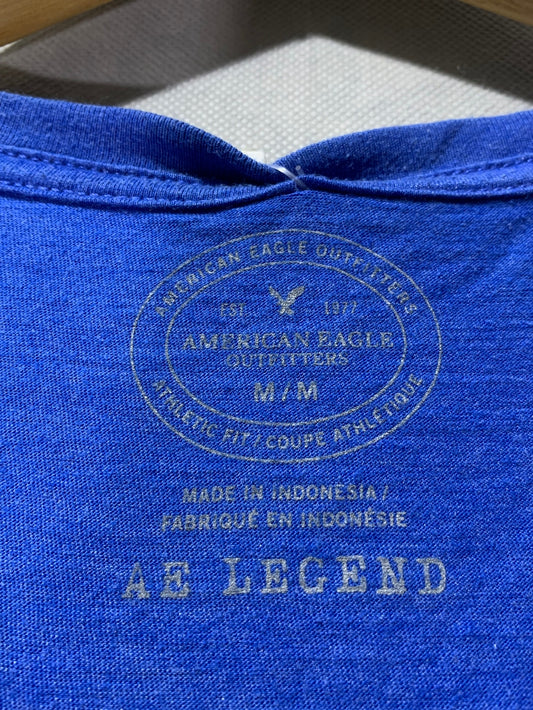 AMERICAN EAGLE OUTFITTERS
EST 1977
AMERICAN EAGLE
OUTFITTERS
M / M
ATHLETIC FIT / COUPE ATHLÉTIQUE
MADE IN INDONESIA /
FABRIQUÉ EN INDONÉSIE
AE LEGEND